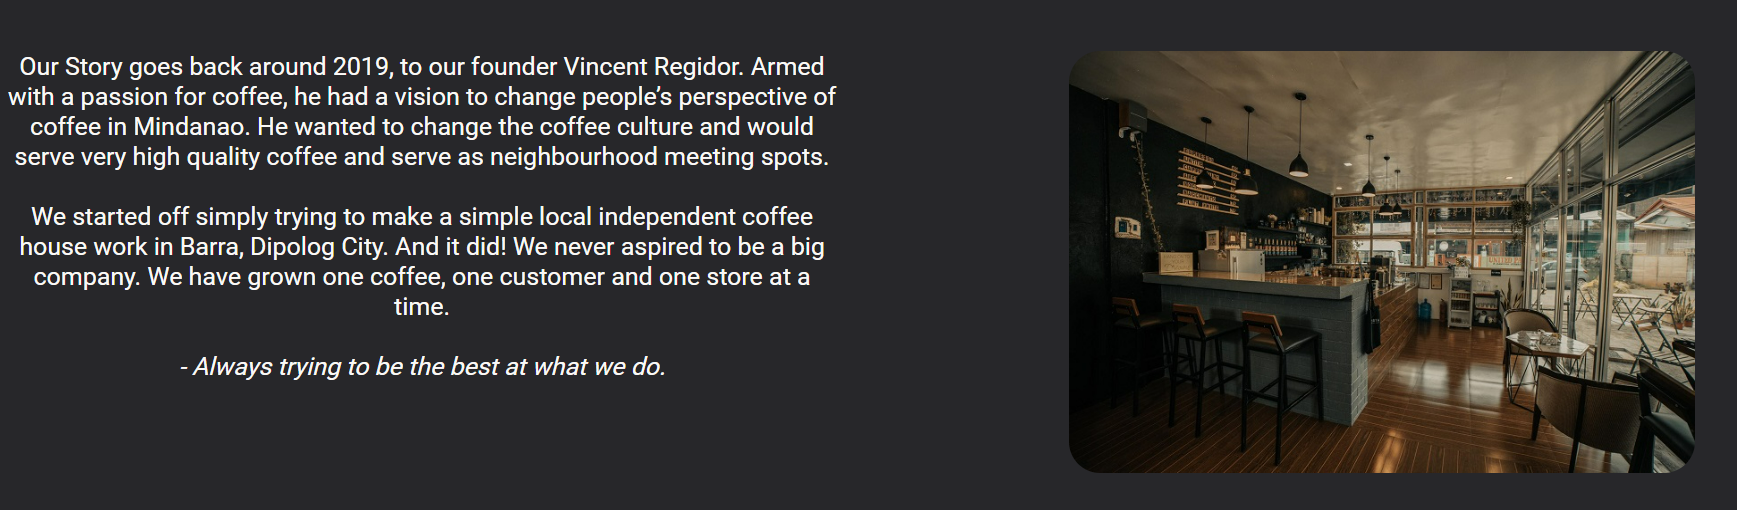 Our Story goes back around 2019, to our founder Vincent Regidor. Armed
with a passion for coffee, he had a vision to change people’s perspective of
coffee in Mindanao. He wanted to change the coffee culture and would
serve very high quality coffee and serve as neighbourhood meeting spots.
We started off simply trying to make a simple local independent coffee
house work in Barra, Dipolog City. And it did! We never aspired to be a big
company. We have grown one coffee, one customer and one store at a
time.
- Always trying to be the best at what we do.